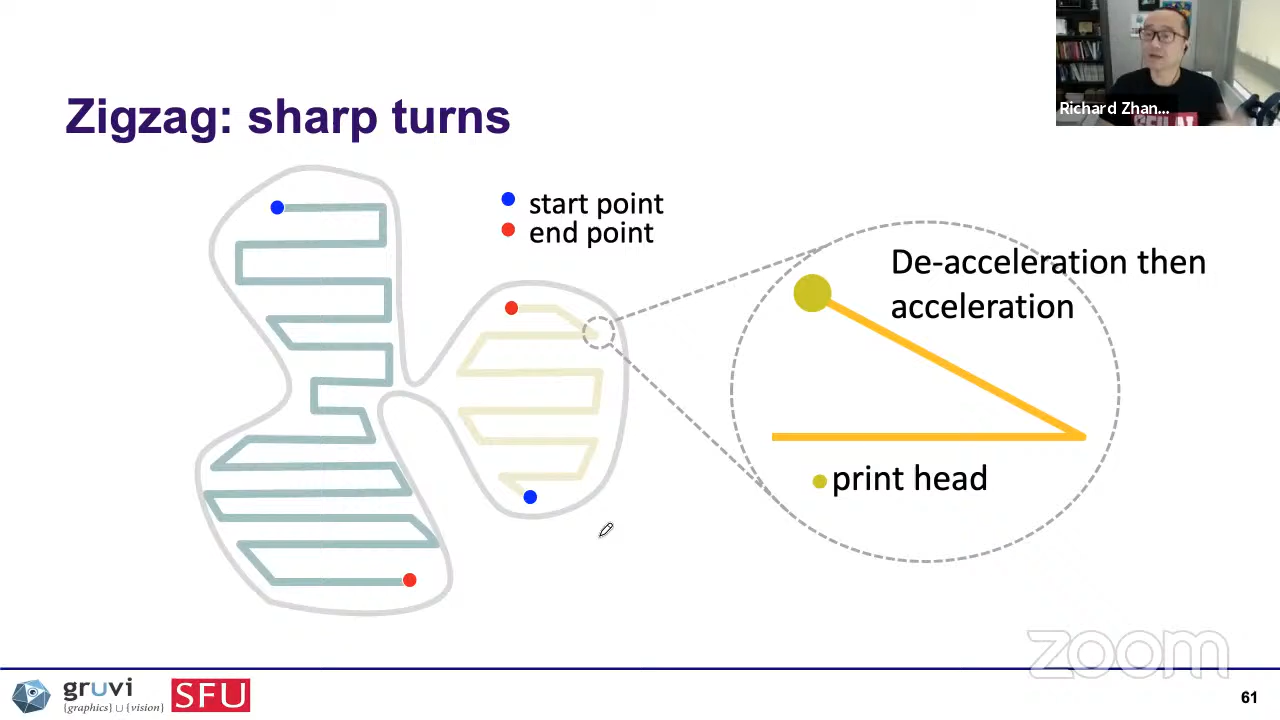 Richard Zhan...
Zigzag: sharp turns
start point
end point
De-acceleration then
acceleration
print head
zoom
gruvi
{graphics} ∪ {vision}
SFU
61